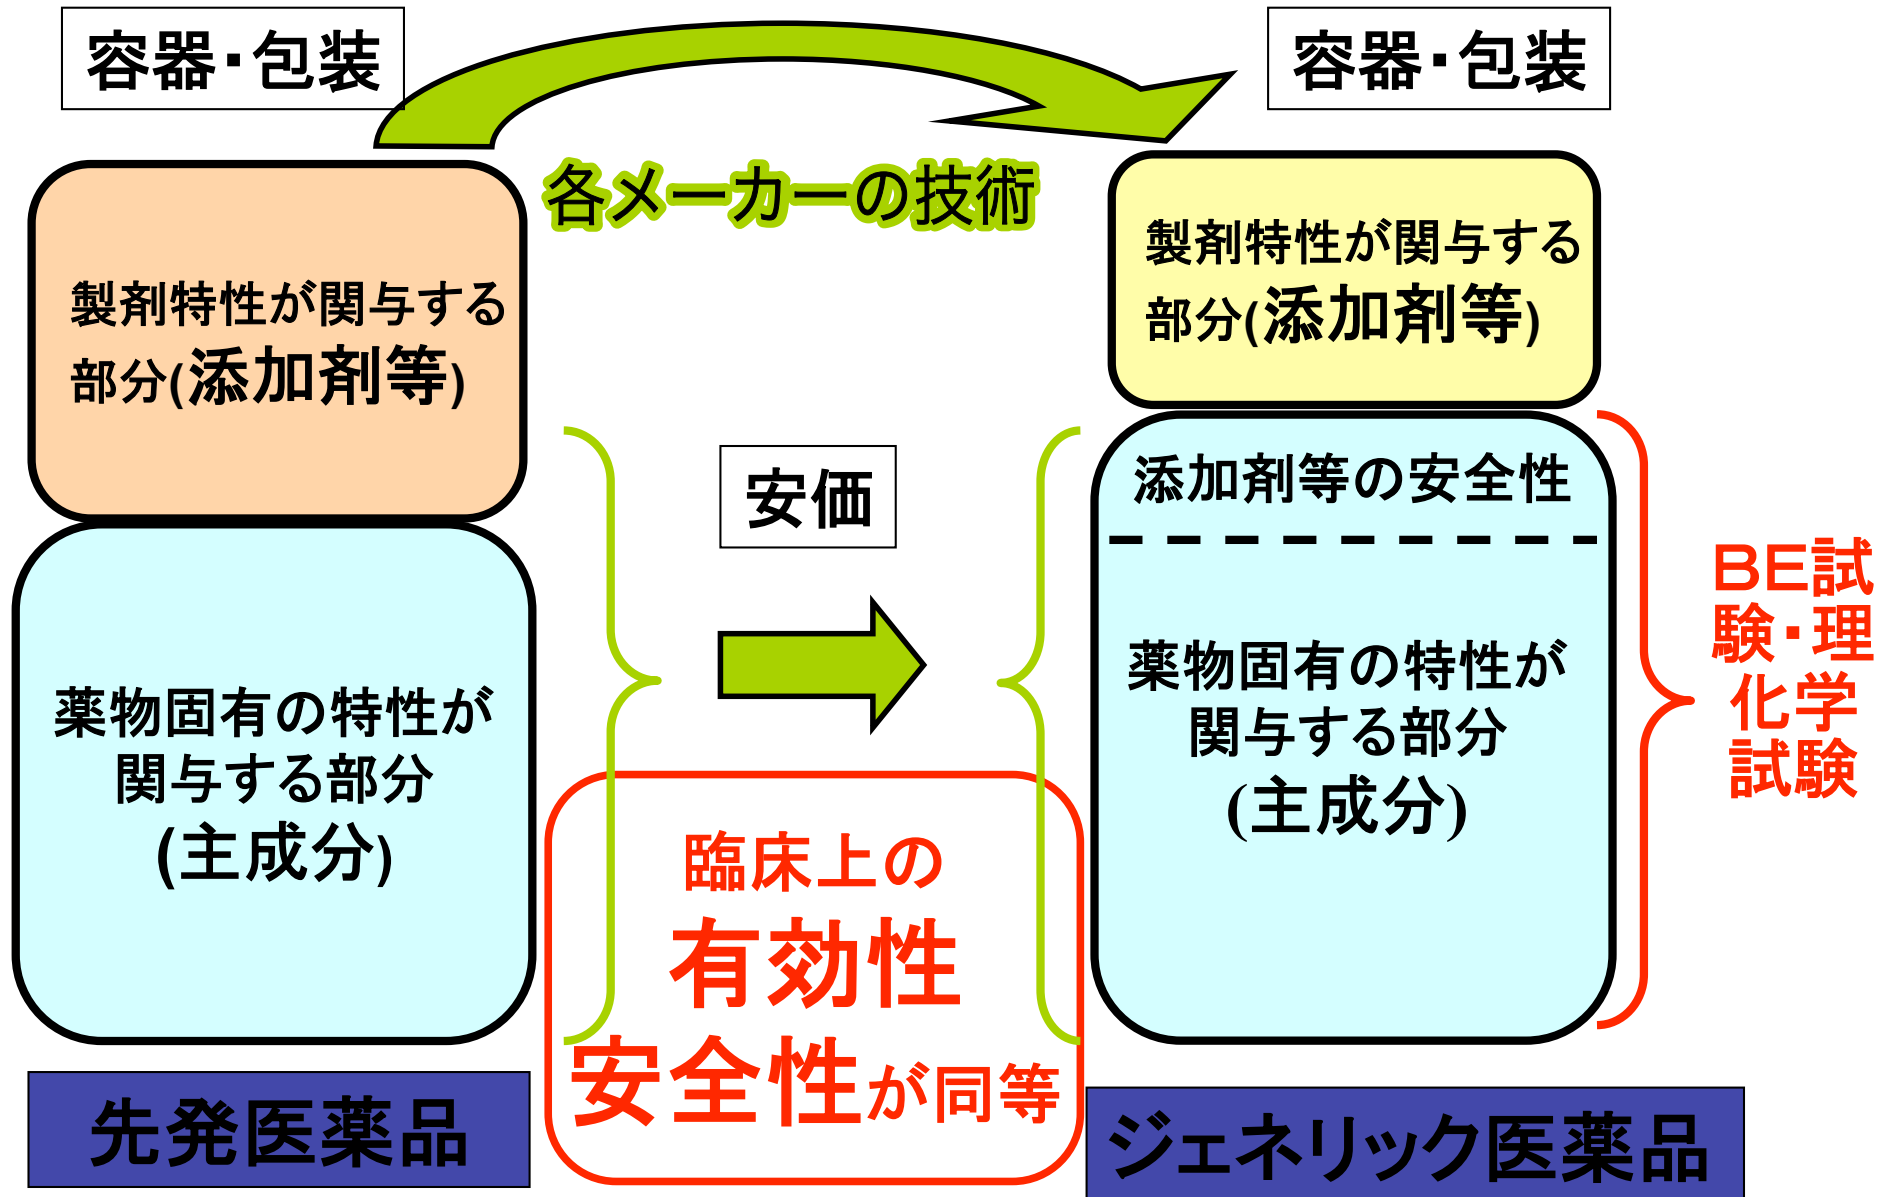 容器・包装
容器・包装
各メーカーの技術
製剤特性が関与する
部分(添加剤等)
薬物固有の特性が
関与する部分
(主成分)
先発医薬品
安価
臨床上の
有効性
安全性が同等
製剤特性が関与する
部分(添加剤等)
添加剤等の安全性
薬物固有の特性が
関与する部分
(主成分)
ジェネリック医薬品
BE試
験・理
化学
試験